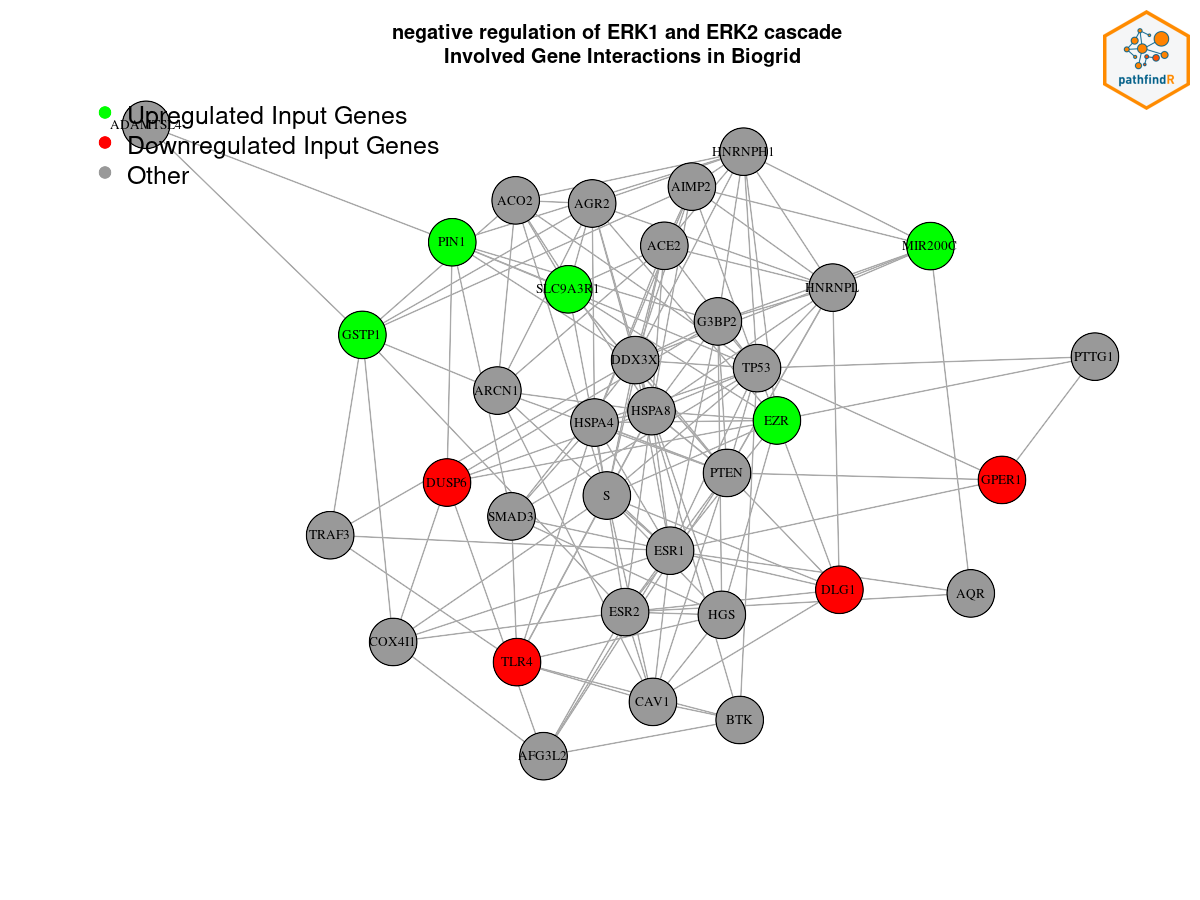 negative regulation of ERK1 and ERK2 cascade
Involved Gene Interactions in Biogrid
pathfindR
Upregulated Input Genes
ADAMTSL4
Downregulated Input Genes
Other
HNRNPH1
AIMP2
ACO2
AGR2
PIN1
ACE2
MIR200C
SLC9A3R1
HNRNPL
G3BP2
GSTP1
PTTG1
DDX3X
TP53
ARCN1
HSPA8
HSPA4
EZR
PTEN
GPER1
DUSP6
S
SMAD3
TRAF3
ESR1
DLG1
AQR
ESR2
HGS
COX4I1
TLR4
CAV1
BTK
AFG3L2